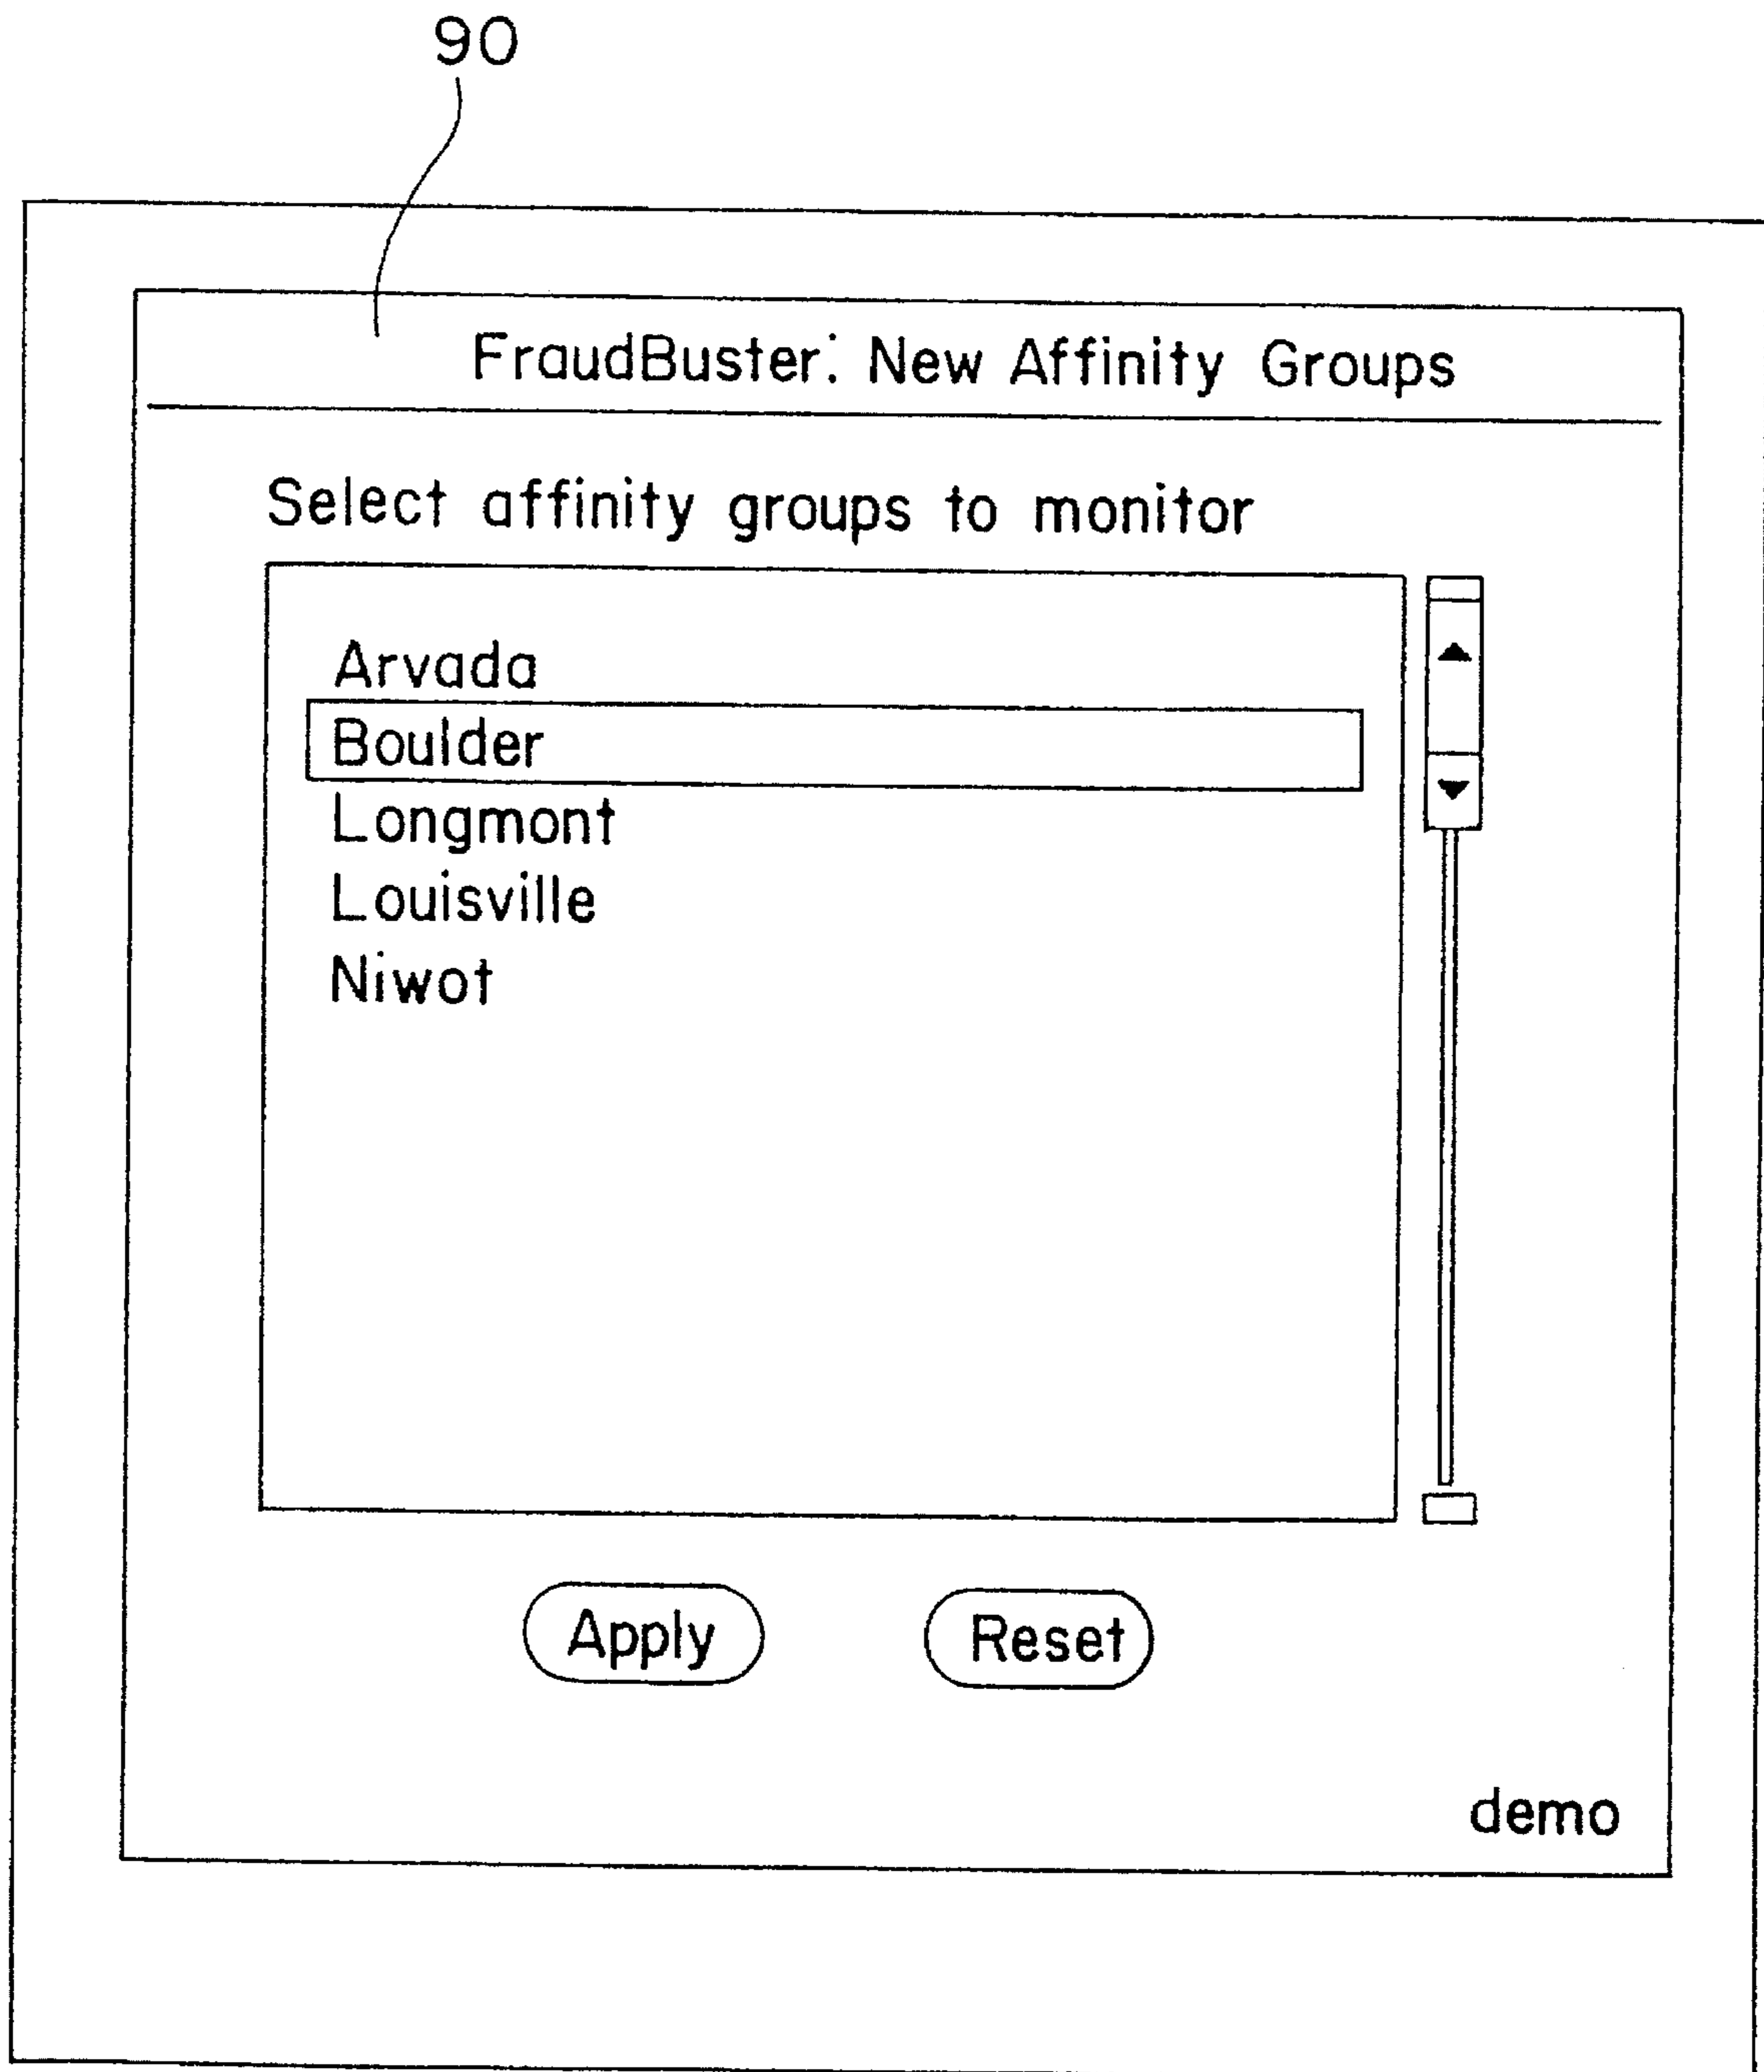 90
FraudBuster: New Affinity Groups
Select affinity groups to monitor
Arvada
Boulder
Longmont
Louisville
Niwot
Apply
Reset
demo